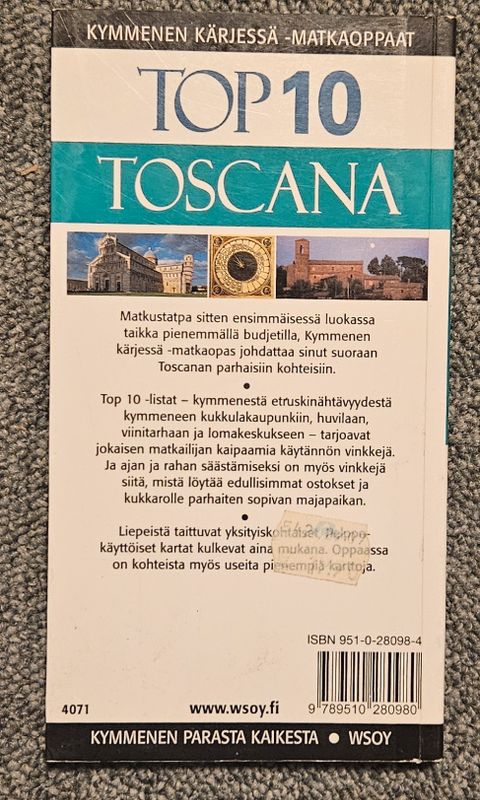 KYMMENEN KÄRJESSÄ -MATKAOPPAAT
TOP 10
TOSCANA
Matkustatpa sitten ensimmäisessä luokassa
taikka pienemmällä budjetilla, Kymmenen
kärjessä -matkaopas johdattaa sinut suoraan
Toscanan parhaisiin kohteisiin.
•
Top 10 -listat – kymmenestä etruskinähtävyydestä
kymmeneen kukkulakaupunkiin, huvilaan,
viinitarhaan ja lomakeskukseen – tarjoavat
jokaisen matkailijan kaipaamia käytännön vinkkejä.
Ja ajan ja rahan säästämiseksi on myös vinkkejä
siitä, mistä löytää edullisimmat ostokset ja
kukkarolle parhaiten sopivan majapaikan.
•
Liepeistä taittuvat yksityiskohtaiset, helppo-
käyttöiset kartat kulkevat aina mukana. Oppaassa
on kohteista myös useita pienempiä karttoja.
ISBN 951-0-28098-4
9 789510 280980
4071
www.wsoy.fi
KYMMENEN PARASTA KAIKESTA • WSOY